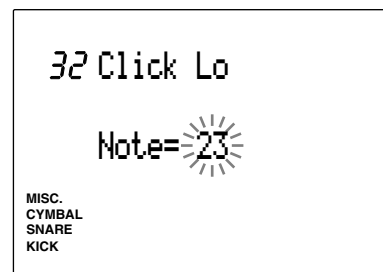 32 Click Lo
Note= 23
MISC.
CYMBAL
SNARE
KICK